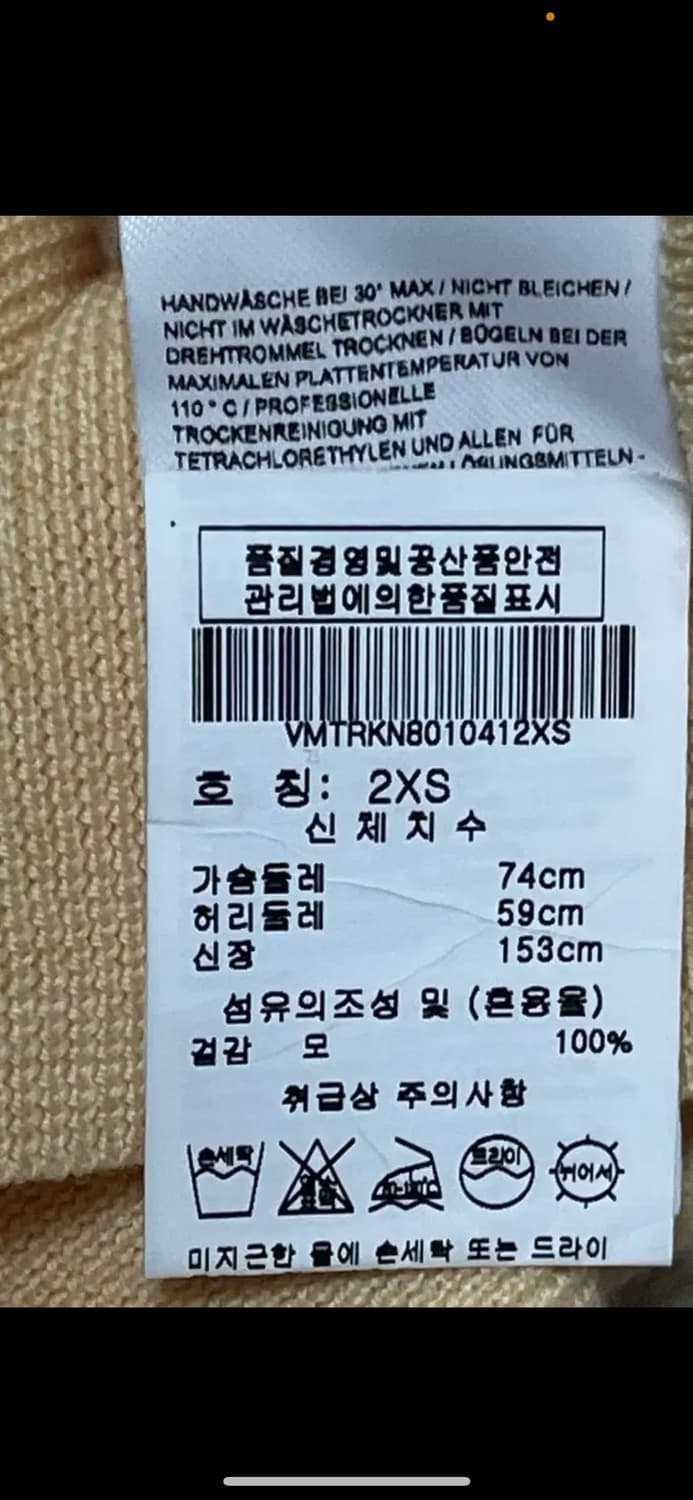 HANDWÄSCHE BEI 30° MAX / NICHT BLEICHEN /
NICHT IM WÄSCHETROCKNER MIT
DREHTROMMEL TROCKNEN / BÜGELN BEI DER
MAXIMALEN PLATTENTEMPERATUR VON
110 ° C / PROFESSIONELLE
TROCKENREINIGUNG MIT
TETRACHLORETHYLEN UND ALLEN FÜR
LÖSUNGSMITTELN -
품질경영및공산품안전
관리법에의한품질표시
VMTRKN8010412XS
호 칭: 2XS
신 체 치 수
가슴둘레 74cm
허리둘레 59cm
신장 153cm
섬유의조성 및 (혼용율)
겉감 모 100%
취급상 주의사항
손세탁 드라이 뉘어서
미지근한 물에 손세탁 또는 드라이